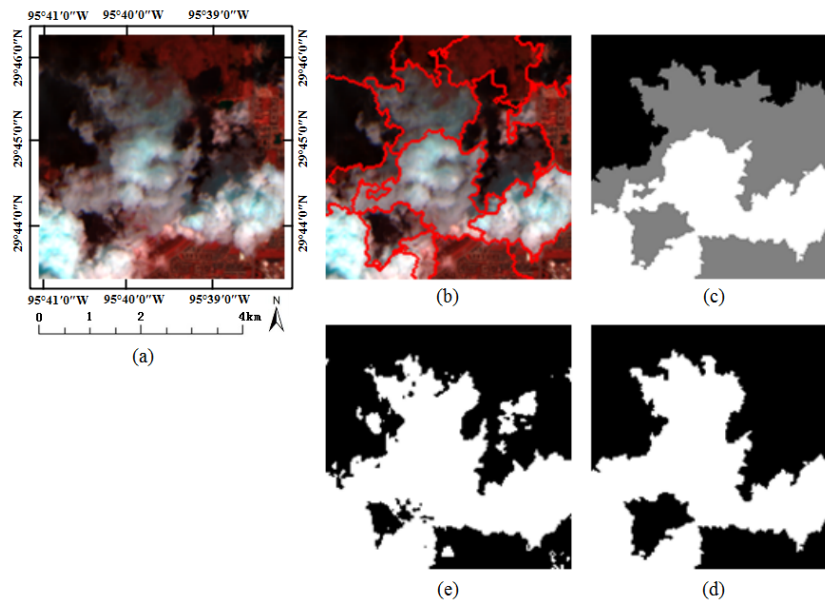 95°41′0″W 95°40′0″W 95°39′0″W
29°46′0″N
29°45′0″N
29°44′0″N
29°46′0″N
29°45′0″N
29°44′0″N
95°41′0″W 95°40′0″W 95°39′0″W
N
0 1 2 4km
(a)
(b)
(c)
(e)
(d)